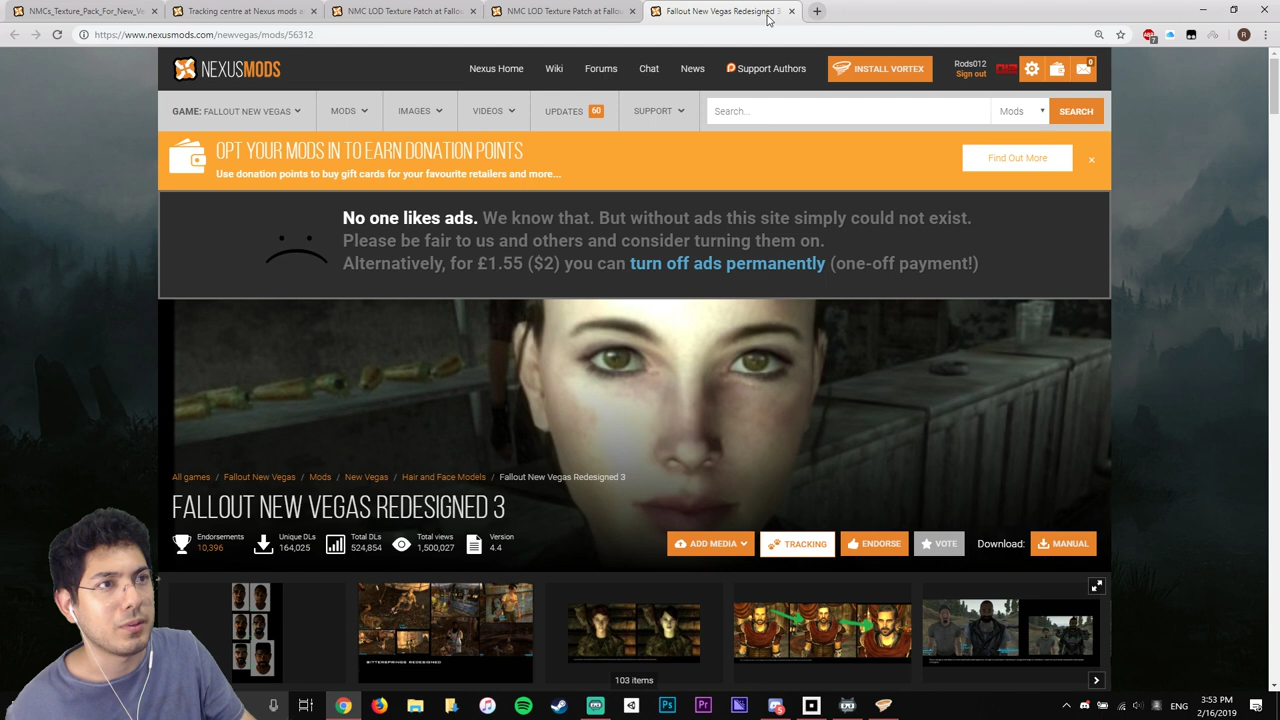 NMCs_Texture_Pack_For_New_Ve
Tracking centre at Nexus mods a
NMC LOD Texture Patch at Fallou
NMC LOD Texture Patch at Fallou
Fallout New Vegas Redesigned 3
https://www.nexusmods.com/newvegas/mods/56312
NEXUSMODS
Nexus Home
Wiki
Forums
Chat
News
Support Authors
INSTALL VORTEX
Rods012
Sign out
0
GAME: FALLOUT NEW VEGAS
MODS
IMAGES
VIDEOS
UPDATES 60
SUPPORT
Search...
Mods
SEARCH
OPT YOUR MODS IN TO EARN DONATION POINTS
Use donation points to buy gift cards for your favourite retailers and more...
Find Out More
No one likes ads. We know that. But without ads this site simply could not exist.
Please be fair to us and others and consider turning them on.
Alternatively, for £1.55 ($2) you can turn off ads permanently (one-off payment!)
All games / Fallout New Vegas / Mods / New Vegas / Hair and Face Models / Fallout New Vegas Redesigned 3
FALLOUT NEW VEGAS REDESIGNED 3
Endorsements
10,396
Unique DLs
164,025
Total DLs
524,854
Total views
1,500,027
Version
4.4
ADD MEDIA
TRACKING
ENDORSE
VOTE
Download:
MANUAL
BITTERSPRINGS REDESIGNED
103 items
ENG
3:53 PM
2/16/2019